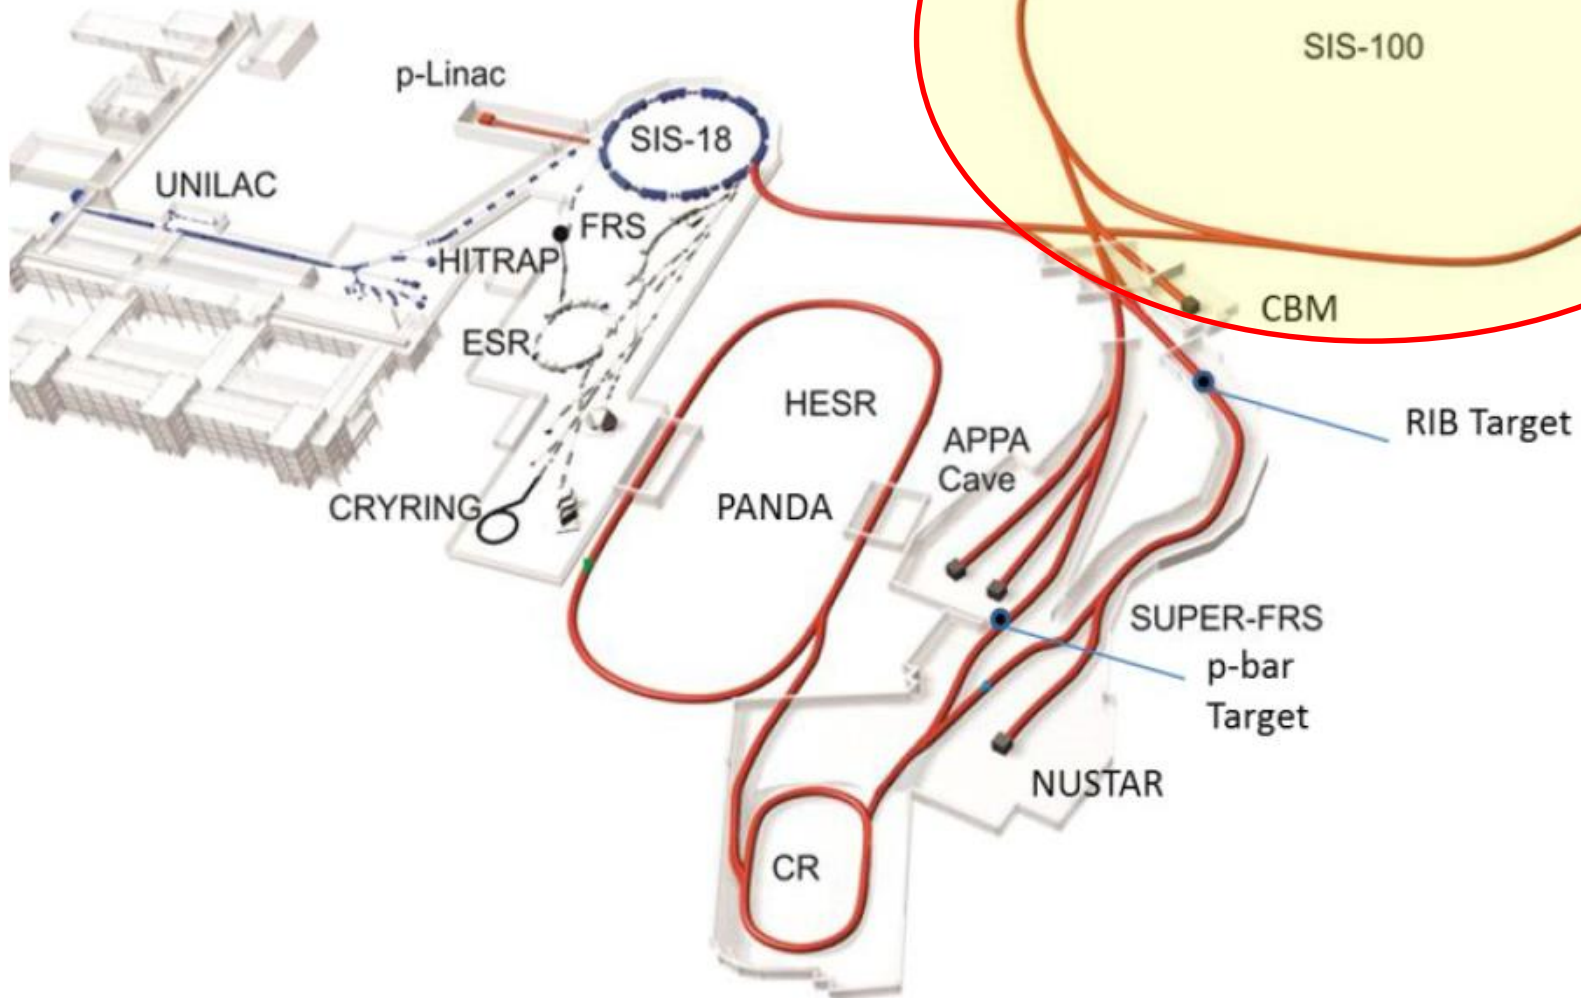 SIS-100
p-Linac
SIS-18
UNILAC
FRS
HITRAP
CBM
ESR
HESR
RIB Target
APPA
Cave
CRYRING
PANDA
SUPER-FRS
p-bar
Target
NUSTAR
CR